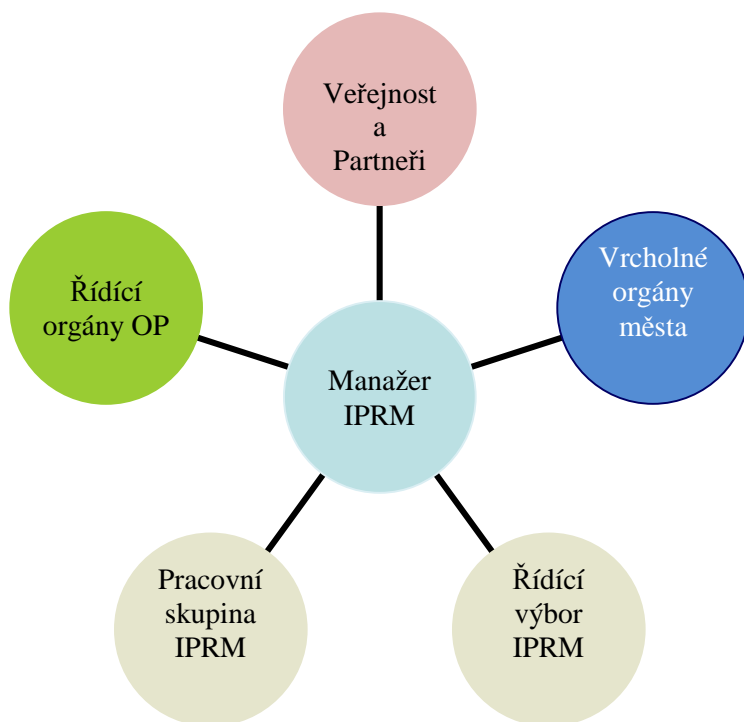 Veřejnost
a
Partneři
Řídící
orgány OP
Vrcholné
orgány
města
Manažer
IPRM
Pracovní
skupina
IPRM
Řídící
výbor
IPRM